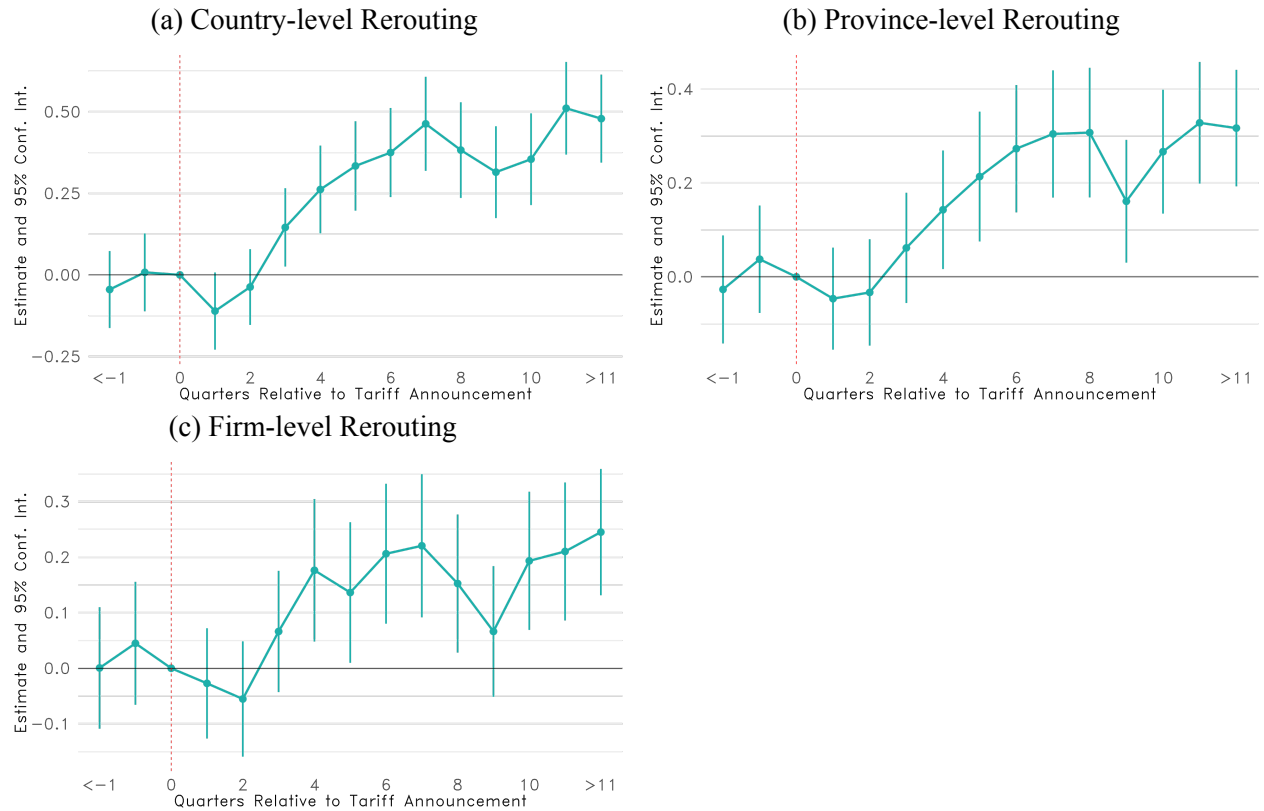 (a) Country-level Rerouting
Estimate and 95% Conf. Int.
0.50
0.25
0.00
−0.25
<−1 0 2 4 6 8 10 >11
Quarters Relative to Tariff Announcement
(b) Province-level Rerouting
Estimate and 95% Conf. Int.
0.4
0.2
0.0
<−1 0 2 4 6 8 10 >11
Quarters Relative to Tariff Announcement
(c) Firm-level Rerouting
Estimate and 95% Conf. Int.
0.3
0.2
0.1
0.0
−0.1
<−1 0 2 4 6 8 10 >11
Quarters Relative to Tariff Announcement